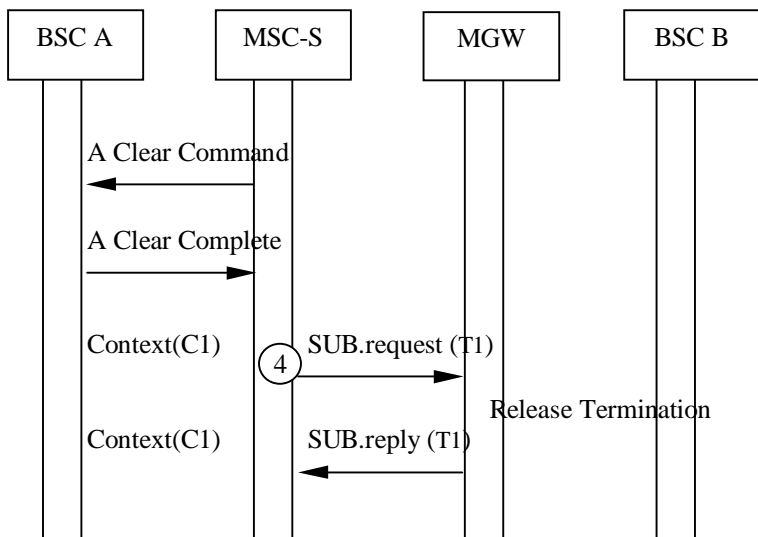 BSC A MSC-S MGW BSC B
A Clear Command
A Clear Complete
Context(C1) 4 SUB.request (T1)
Release Termination
Context(C1) SUB.reply (T1)